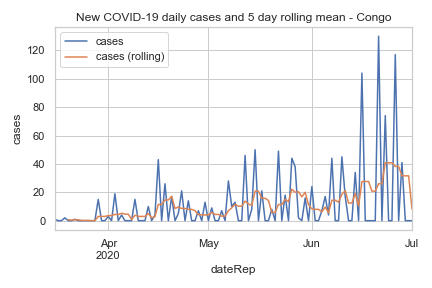 New COVID-19 daily cases and 5 day rolling mean - Congo
cases
cases (rolling)
120
100
80
60
40
20
0
cases
Apr
2020
May
Jun
Jul
dateRep